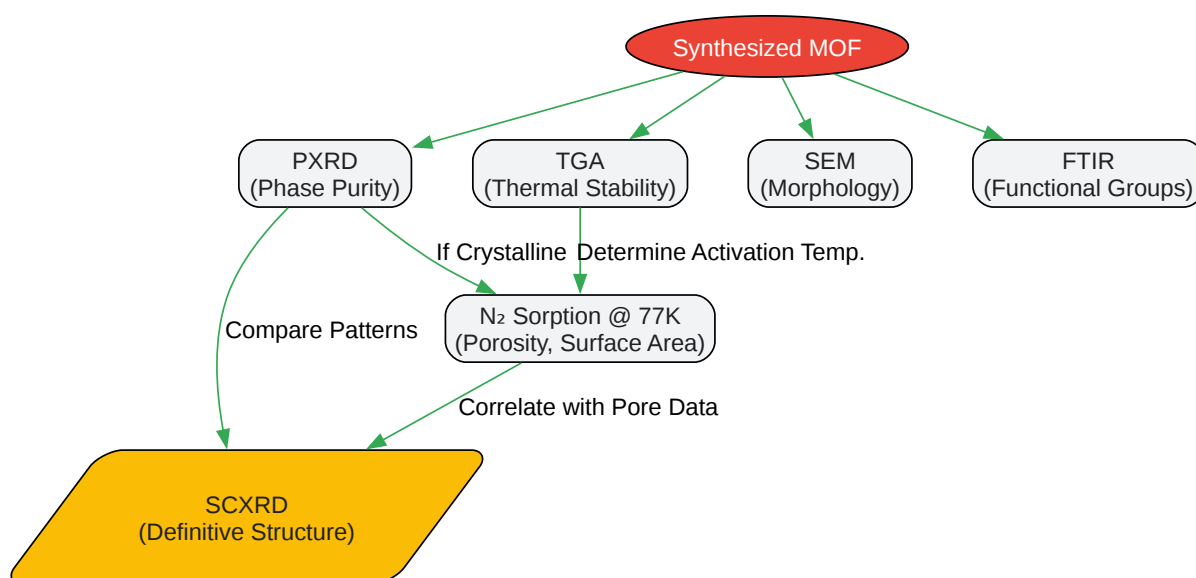 Synthesized MOF
PXRD
(Phase Purity)
TGA
(Thermal Stability)
SEM
(Morphology)
FTIR
(Functional Groups)
If Crystalline
Determine Activation Temp.
N₂ Sorption @ 77K
(Porosity, Surface Area)
Compare Patterns
Correlate with Pore Data
SCXRD
(Definitive Structure)